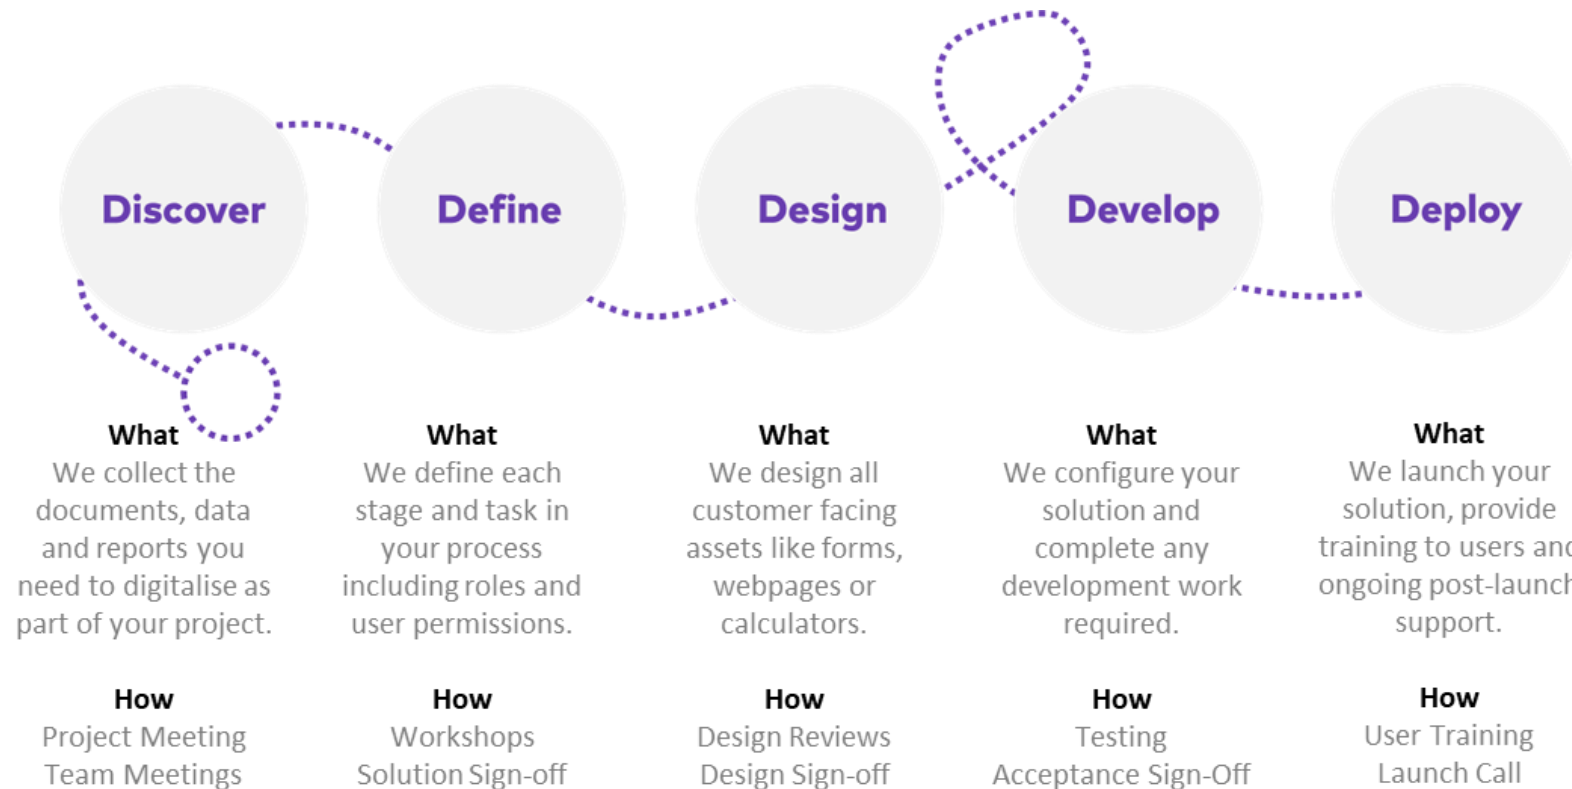 Discover
Define
Design
Develop
Deploy
What
We collect the
documents, data
and reports you
need to digitalise as
part of your project.
How
Project Meeting
Team Meetings
What
We define each
stage and task in
your process
including roles and
user permissions.
How
Workshops
Solution Sign-off
What
We design all
customer facing
assets like forms,
webpages or
calculators.
How
Design Reviews
Design Sign-off
What
We configure your
solution and
complete any
development work
required.
How
Testing
Acceptance Sign-Off
What
We launch your
solution, provide
training to users and
ongoing post-launch
support.
How
User Training
Launch Call